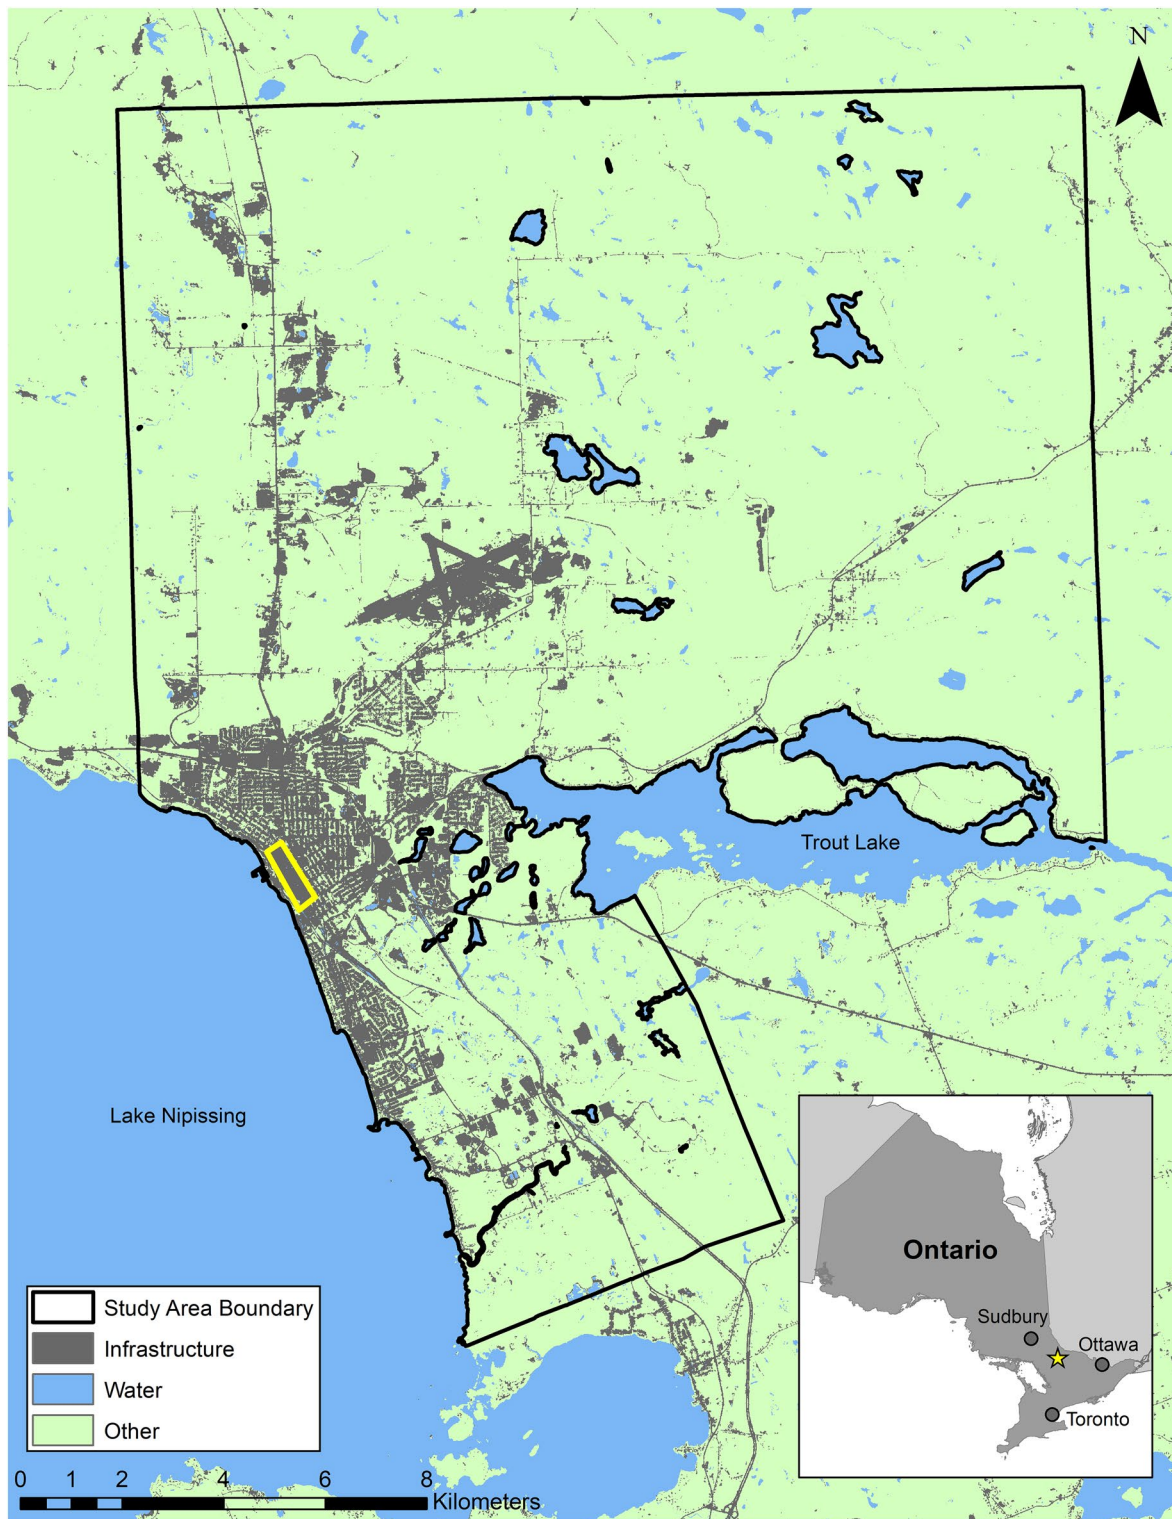 N
Trout Lake
Lake Nipissing
Ontario
Sudbury
Ottawa
Toronto
Study Area Boundary
Infrastructure
Water
Other
0 1 2 4 6 8
Kilometers